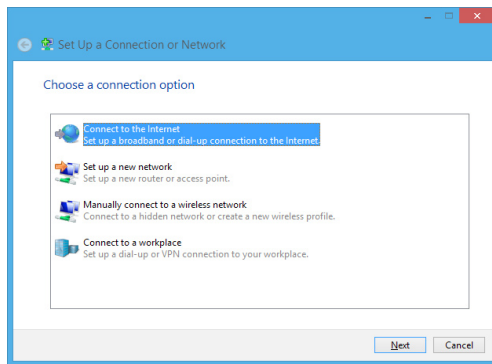 Set Up a Connection or Network
Choose a connection option
Connect to the Internet
Set up a broadband or dial-up connection to the Internet.
Set up a new network
Set up a new router or access point.
Manually connect to a wireless network
Connect to a hidden network or create a new wireless profile.
Connect to a workplace
Set up a dial-up or VPN connection to your workplace.
Next Cancel